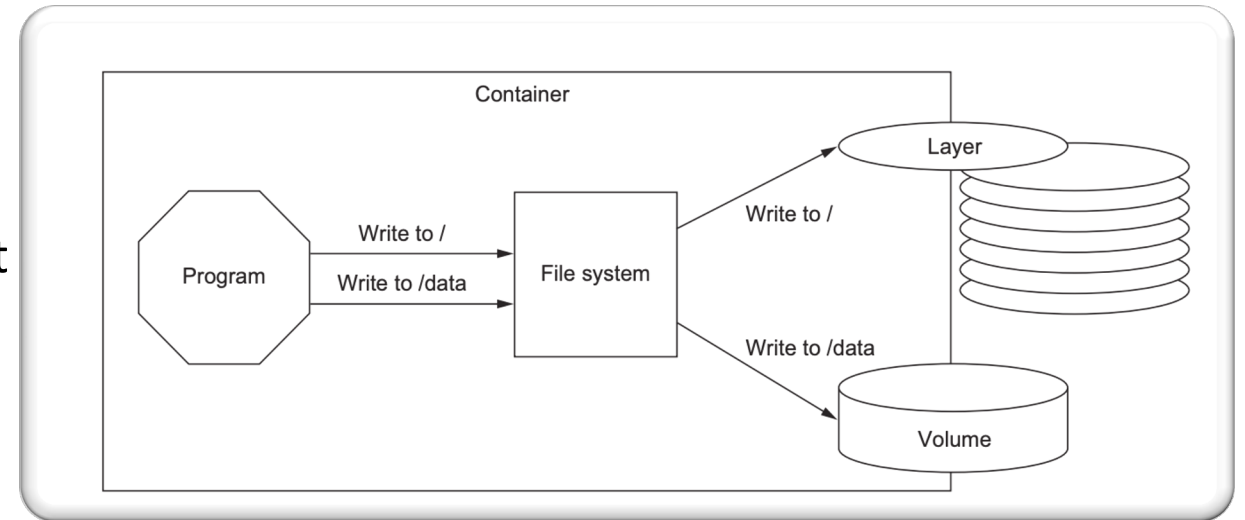 Container
Layer
Write to /
Write to /
t
Program
File system
Write to /data
Write to /data
Volume